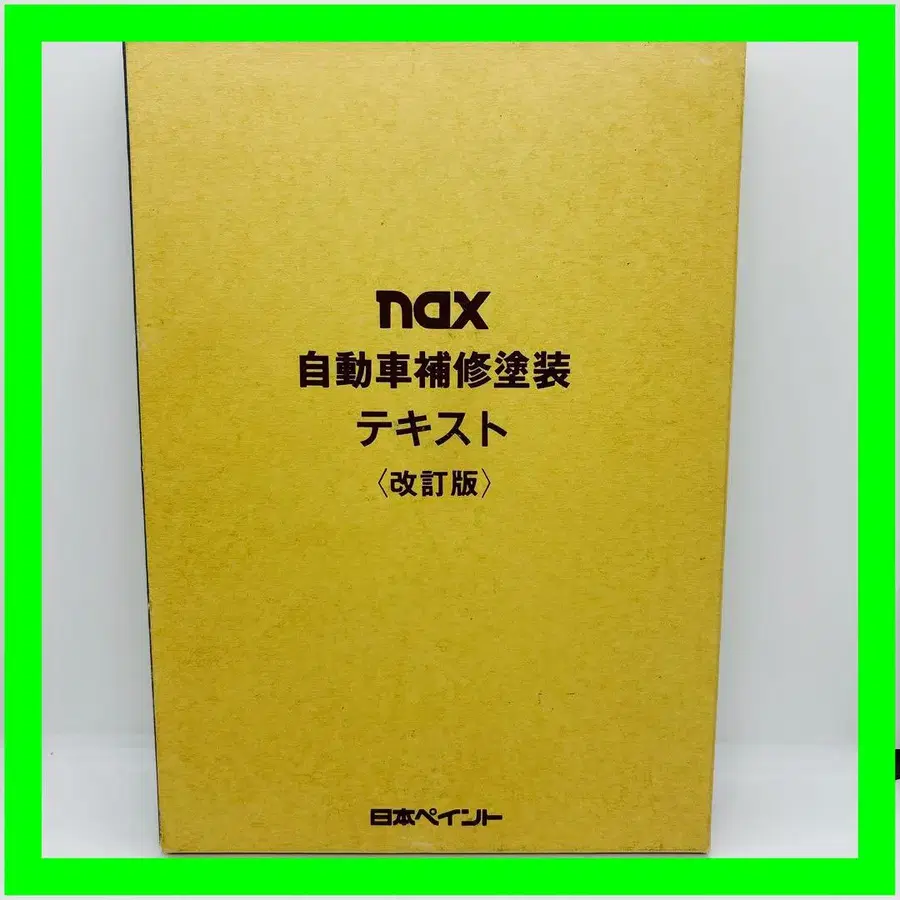 nax
自動車補修塗装
テキスト
〈改訂版〉
日本ペイント